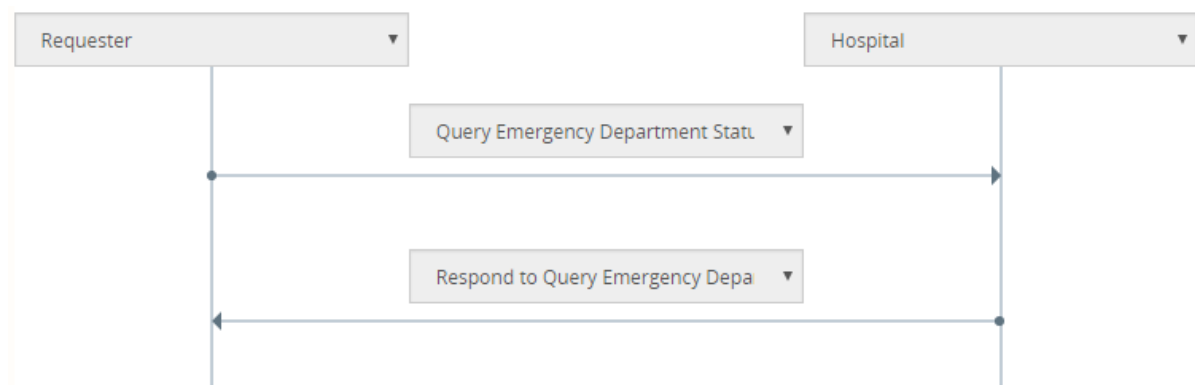 Requester
Hospital
Query Emergency Department Statu
Respond to Query Emergency Depa